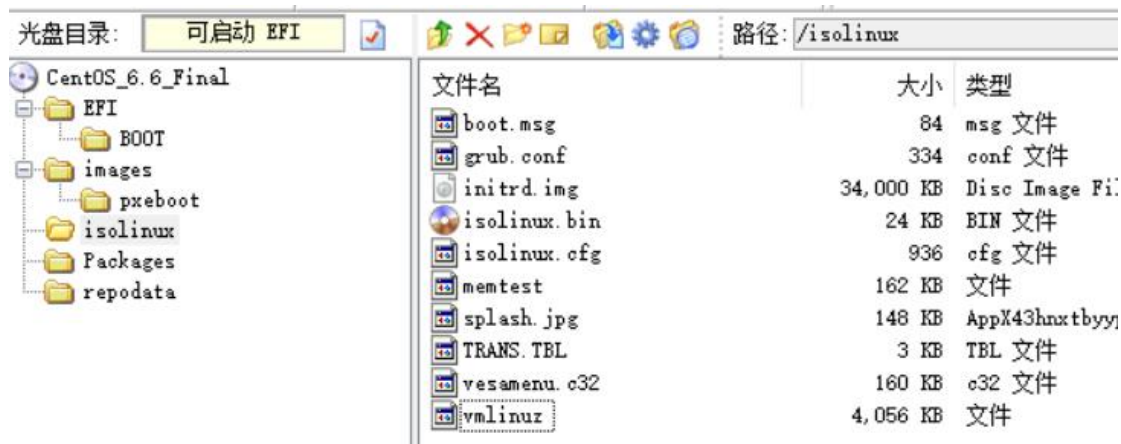 光盘目录: 可启动 EFI 路径: /isolinux
CentOS_6.6_Final
EFI
BOOT
images
pxeboot
isolinux
Packages
repodata
文件名 大小 类型
boot.msg 84 msg 文件
grub.conf 334 conf 文件
initrd.img 34,000 KB Disc Image Fi
isolinux.bin 24 KB BIN 文件
isolinux.cfg 936 cfg 文件
memtest 162 KB 文件
splash.jpg 148 KB
TRANS.TBL 3 KB TBL 文件
vesamenu.c32 160 KB c32 文件
vmlinuz 4,056 KB 文件